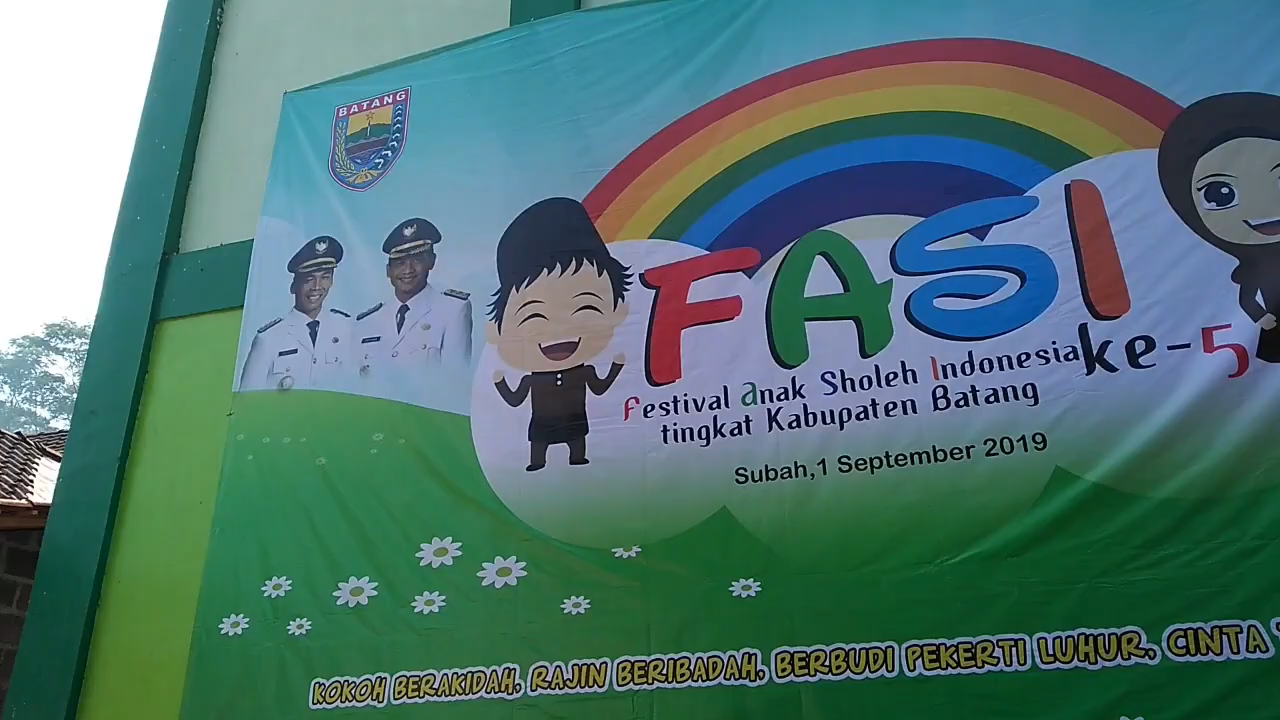 BATANG
FASI
ke-5
Festival Anak Sholeh Indonesia
tingkat Kabupaten Batang
Subah,1 September 2019
KOKOH BERAKIDAH, RAJIN BERIBADAH, BERBUDI PEKERTI LUHUR, CINTA